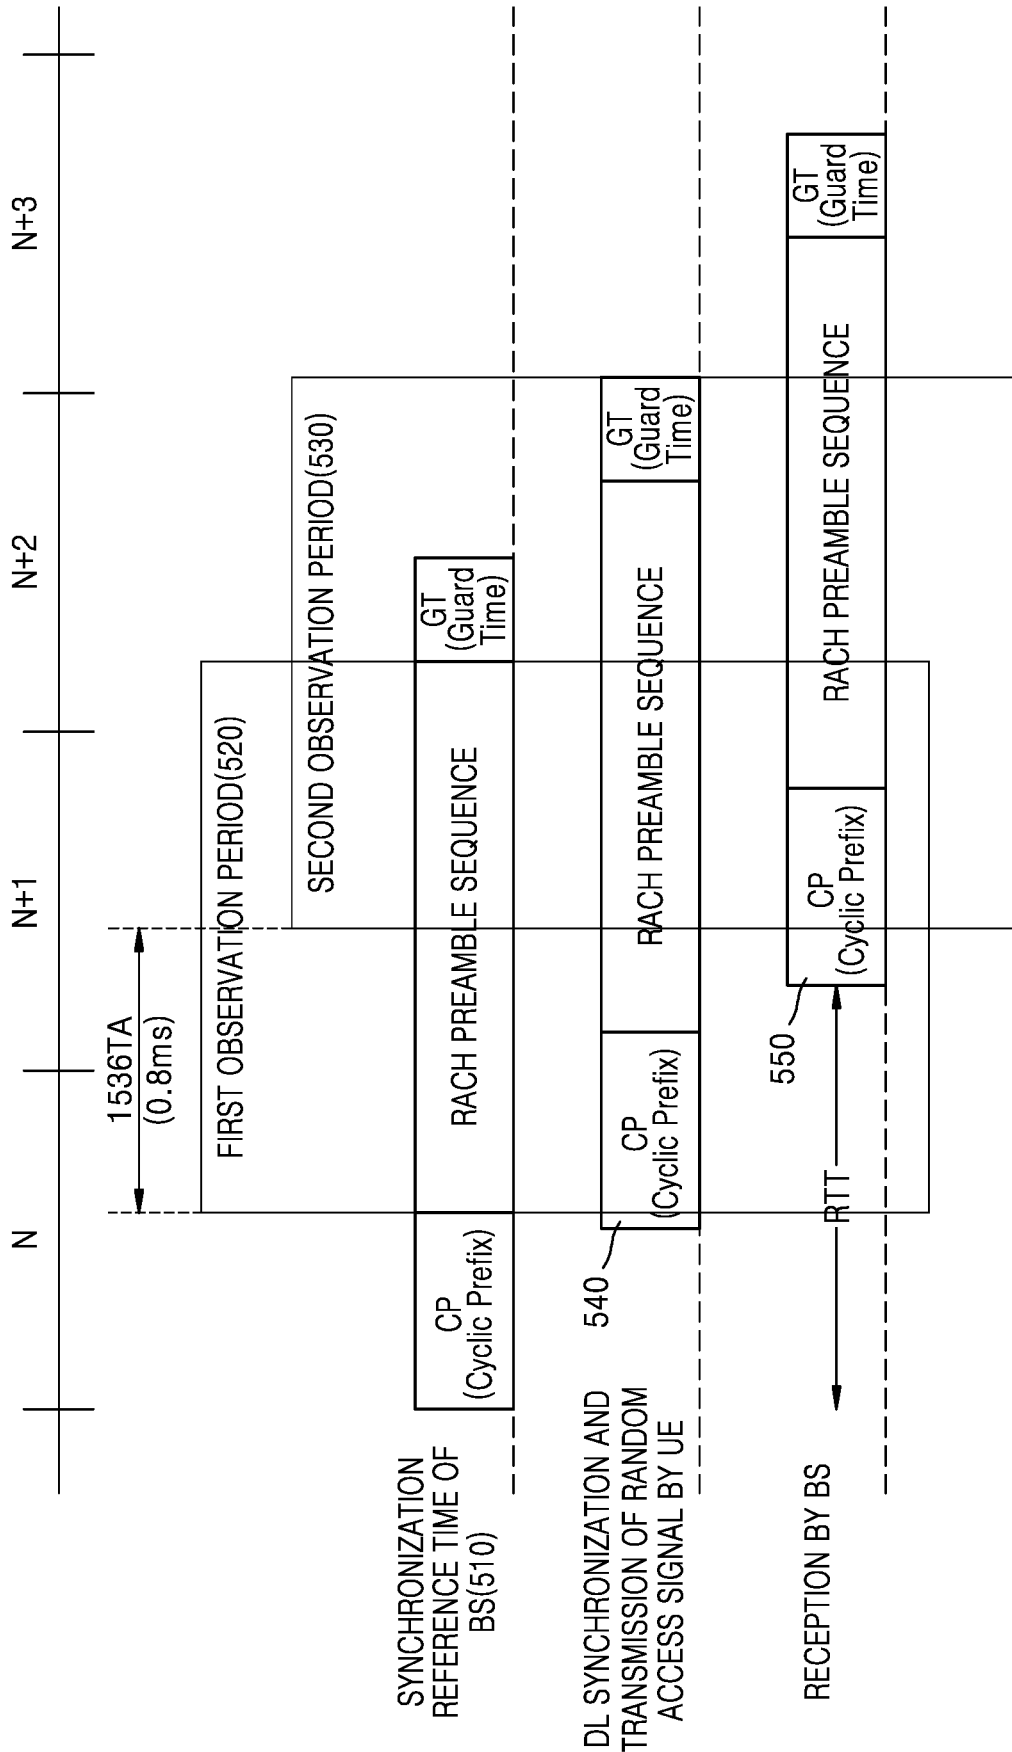 N
N+1
N+2
N+3
1536TA
(0.8ms)
FIRST OBSERVATION PERIOD(520)
SECOND OBSERVATION PERIOD(530)
SYNCHRONIZATION
REFERENCE TIME OF
BS(510)
CP
(Cyclic Prefix)
RACH PREAMBLE SEQUENCE
GT
(Guard
Time)
DL SYNCHRONIZATION AND
TRANSMISSION OF RANDOM
ACCESS SIGNAL BY UE
540
CP
(Cyclic Prefix)
RACH PREAMBLE SEQUENCE
GT
(Guard
Time)
RECEPTION BY BS
RTT
550
CP
(Cyclic Prefix)
RACH PREAMBLE SEQUENCE
GT
(Guard
Time)